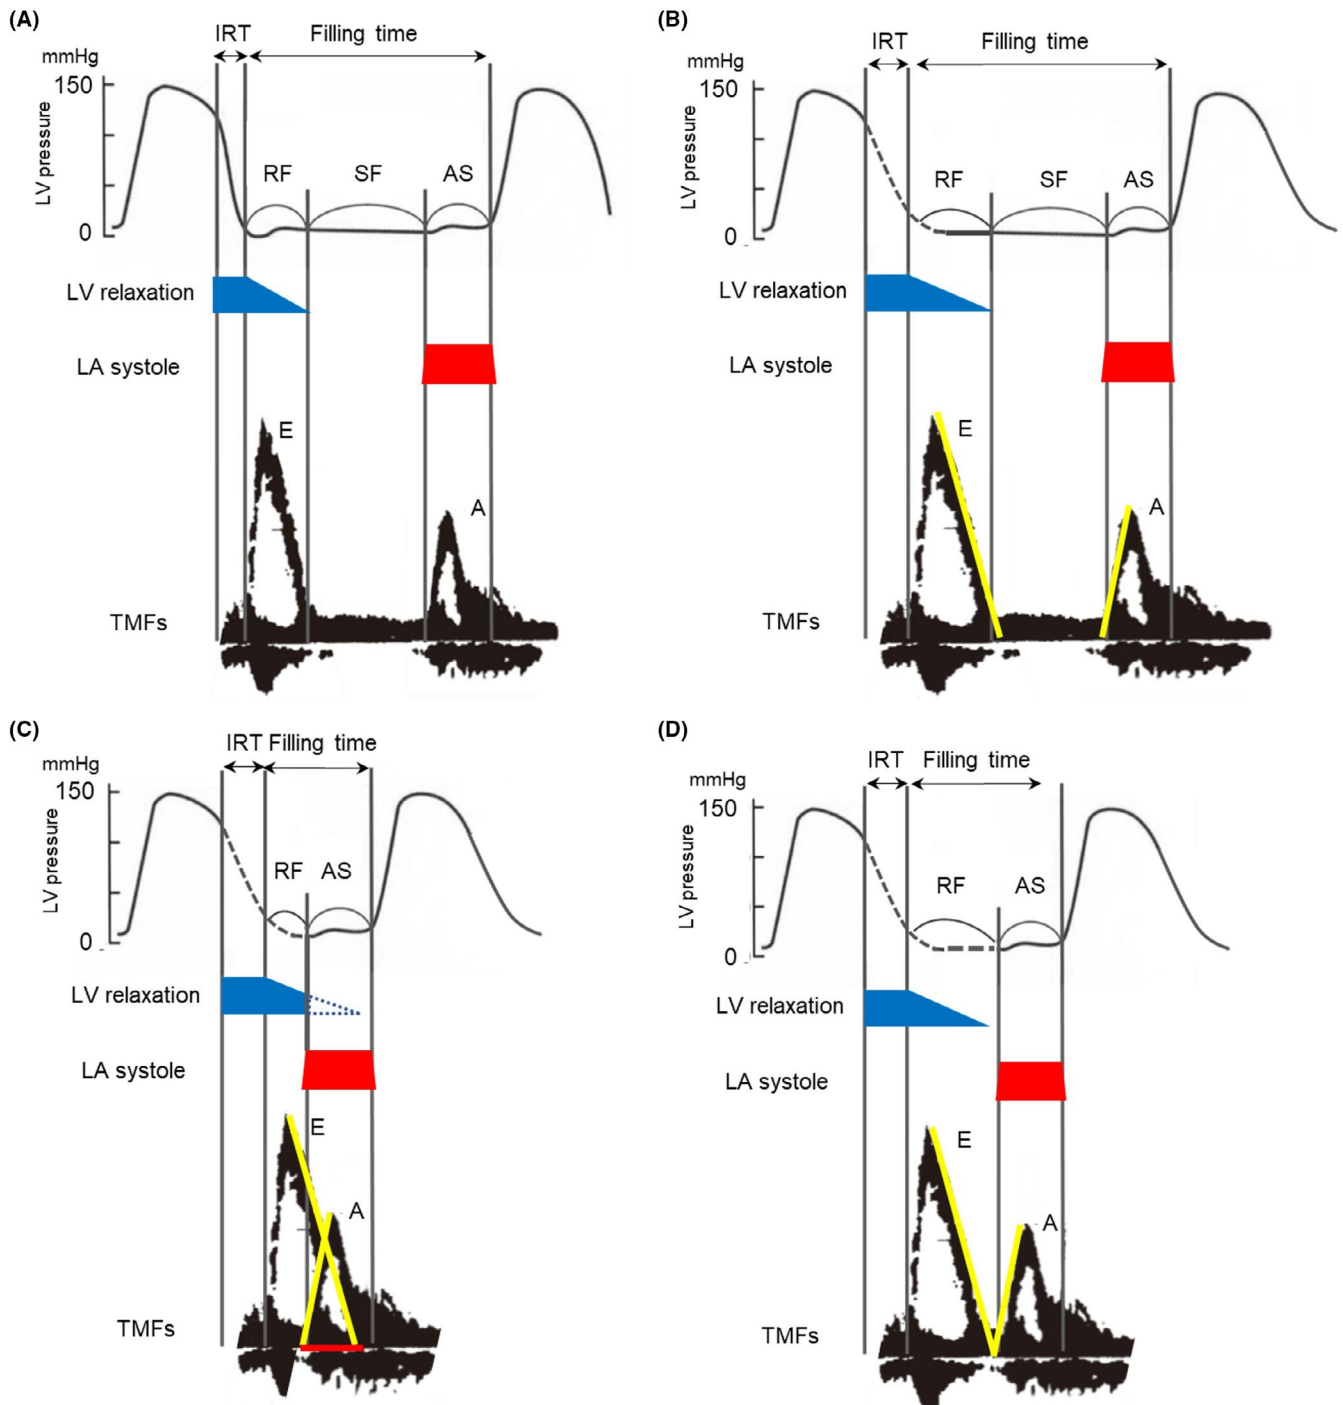 (A)
IRT Filling time
mmHg
150
LV pressure
RF SF AS
0
LV relaxation
LA systole
E
A
TMFs
(B)
IRT Filling time
mmHg
150
LV pressure
RF SF AS
0
LV relaxation
LA systole
E
A
TMFs
(C)
IRT Filling time
mmHg
150
LV pressure
RF AS
0
LV relaxation
LA systole
E
A
TMFs
(D)
IRT Filling time
mmHg
150
LV pressure
RF AS
0
LV relaxation
LA systole
E
A
TMFs